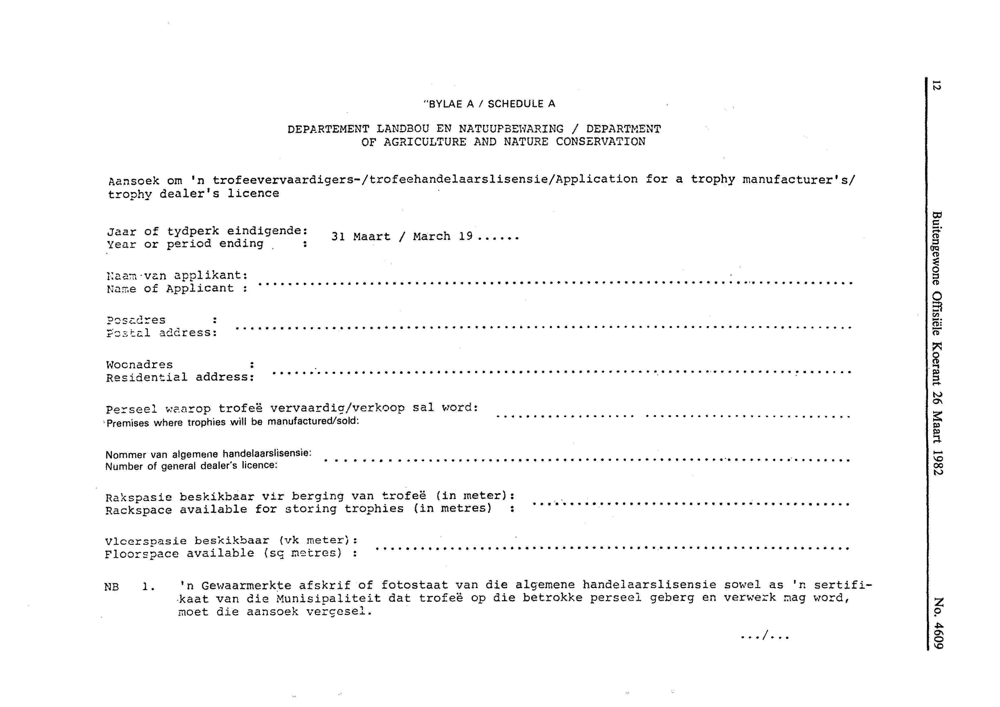 12 Buitengewone Offisiële Koerant 26 Maart 1982 No. 4609
"BYLAE A / SCHEDULE A
DEPARTEMENT LANDBOU EN NATUURBEWARING / DEPARTMENT
OF AGRICULTURE AND NATURE CONSERVATION
Aansoek om 'n trofeevervaardigers-/trofeehandelaarslisensie/Application for a trophy manufacturer's/
trophy dealer's licence
Jaar of tydperk eindigende:
Year or period ending :
31 Maart / March 19......
Naam van applikant:
Name of Applicant :
Posadres :
Postal address:
Woonadres :
Residential address:
Perseel waarop trofeë vervaardig/verkoop sal word:
Premises where trophies will be manufactured/sold:
Nommer van algemene handelaarslisensie:
Number of general dealer's licence:
Rakspasie beskikbaar vir berging van trofeë (in meter):
Rackspace available for storing trophies (in metres) :
Vloerspasie beskikbaar (vk meter):
Floorspace available (sq metres) :
NB 1. 'n Gewaarmerkte afskrif of fotostaat van die algemene handelaarslisensie sowel as 'n sertifi-
kaat van die Munisipaliteit dat trofeë op die betrokke perseel geberg en verwerk mag word,
moet die aansoek vergesel.
.../...